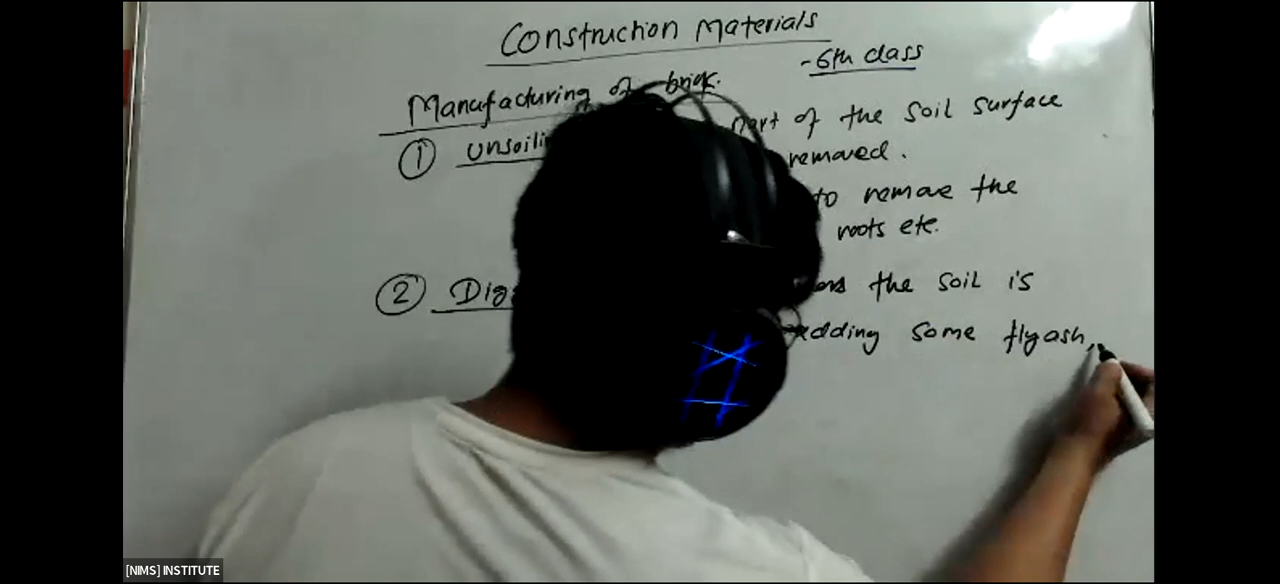 Construction Materials
- 6th class
Manufacturing of brick.
① Unsoilin part of the soil surface
removed.
to remove the
roots etc.
② Dig the soil is
adding some flyash,
[NIMS] INSTITUTE